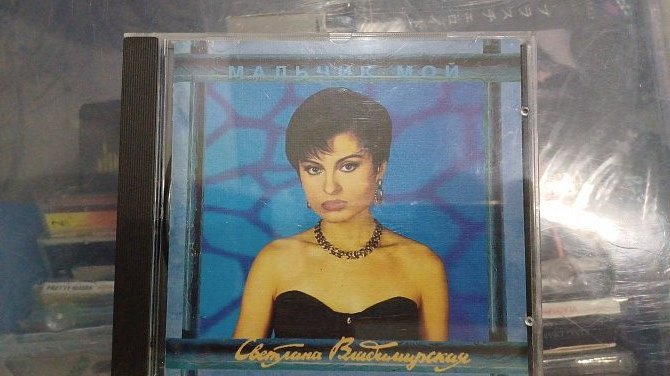 МАЛЬЧИК МОЙ
Светлана Владимирская